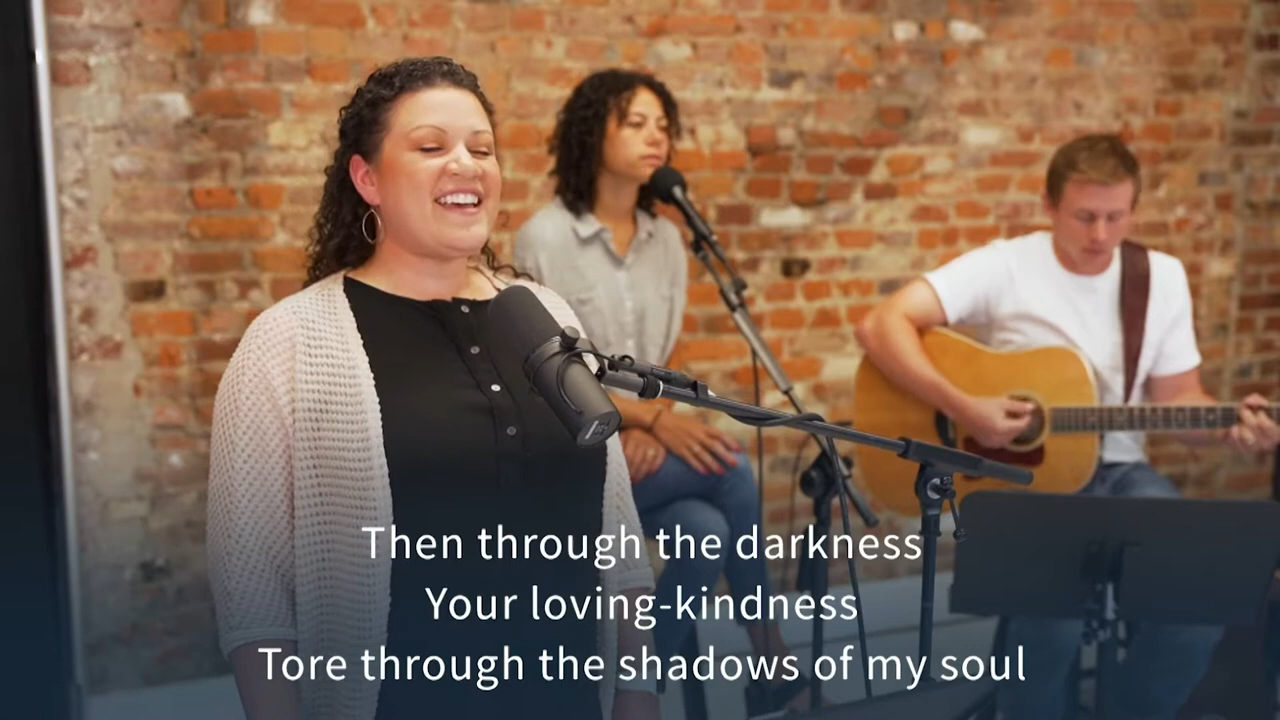 Then through the darkness
Your loving-kindness
Tore through the shadows of my soul